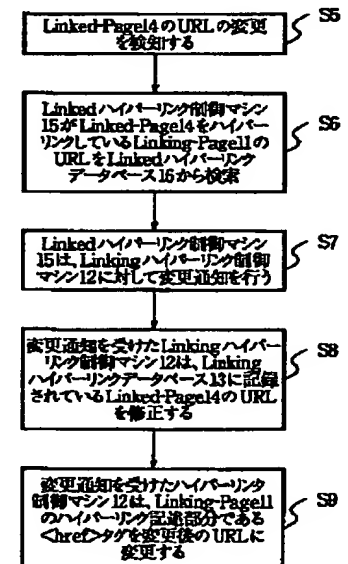 Linked-Page14のURLの変更
を検知する
S5
Linkedハイパーリンク制御マシン
15がLinked-Page14をハイパー
リンクしているLinking-Page11の
URLをLinkedハイパーリンク
データベース16から検索
S6
Linkedハイパーリンク制御マシン
15は、Linkingハイパーリンク制御
マシン12に対して変更通知を行う
S7
変更通知を受けたLinkingハイパー
リンク制御マシン12は、Linking
ハイパーリンクデータベース13に記録
されているLinked-Page14のURL
を修正する
S8
変更通知を受けたハイパーリンク
制御マシン12は、Linking-Page11
のハイパーリンク記述部分である
<href>タグを変更後のURLに
変更する
S9